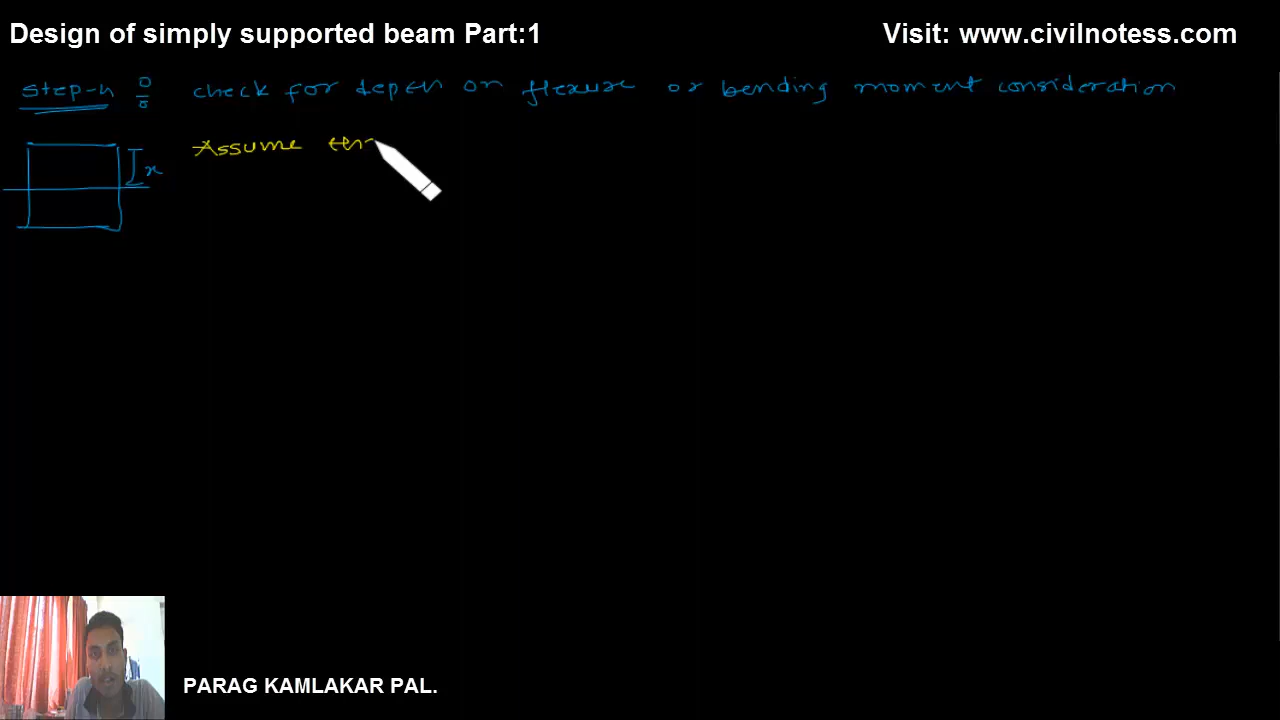 Design of simply supported beam Part:1
Visit: www.civilnotess.com
Step-4 check for depth on flexure or bending moment consideration
x
Assume ten
PARAG KAMLAKAR PAL.